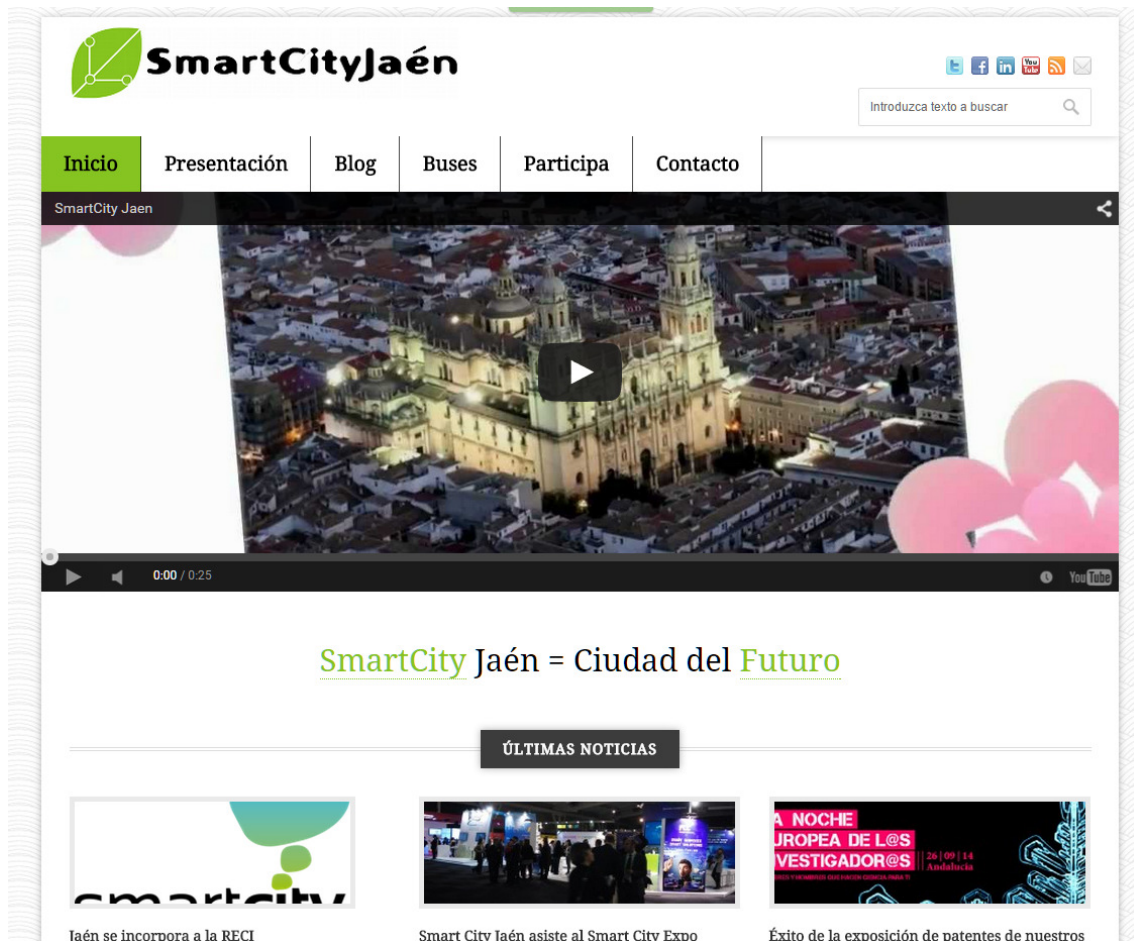 SmartCityJaén
You Tube
Introduzca texto a buscar
Inicio Presentación Blog Buses Participa Contacto
SmartCity Jaen
0:00 / 0:25
YouTube
SmartCity Jaén = Ciudad del Futuro
ÚLTIMAS NOTICIAS
smartcity
A NOCHE
UROPEA DE L@S
VESTIGADOR@S
26|09|14
Andalucía
Jaén se incorpora a la RECI
Smart City Jaén asiste al Smart City Expo
Éxito de la exposición de patentes de nuestros